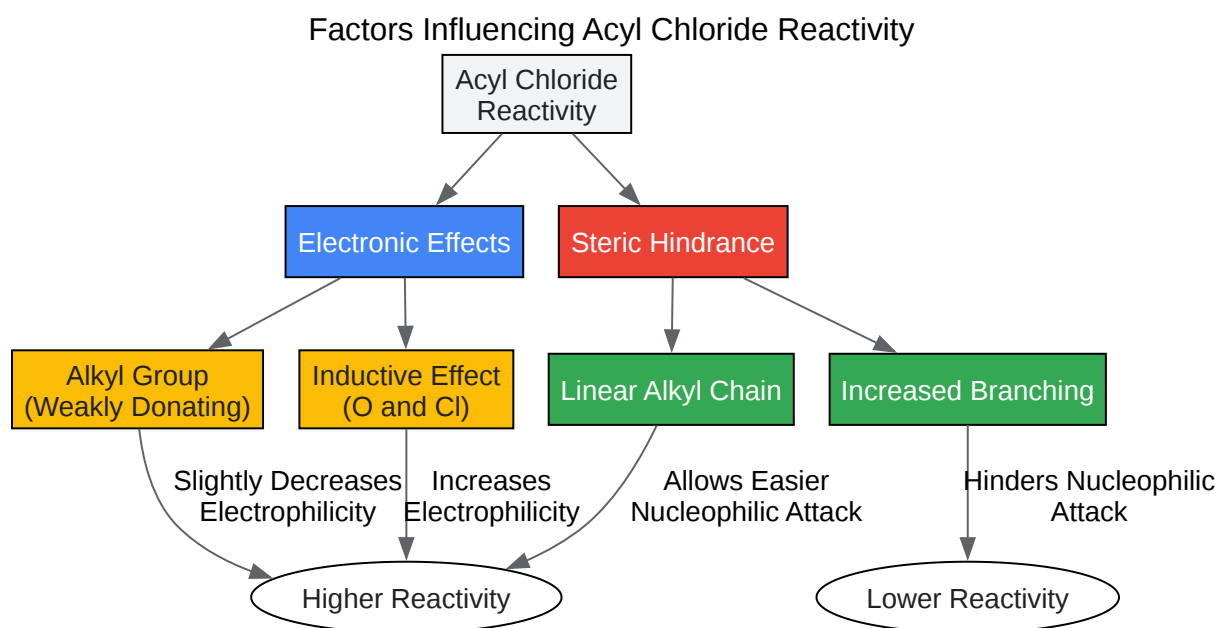 Factors Influencing Acyl Chloride Reactivity
Acyl Chloride
Reactivity
Electronic Effects
Steric Hindrance
Alkyl Group
(Weakly Donating)
Inductive Effect
(O and Cl)
Linear Alkyl Chain
Increased Branching
Slightly Decreases
Electrophilicity
Increases
Electrophilicity
Allows Easier
Nucleophilic Attack
Hinders Nucleophilic
Attack
Higher Reactivity
Lower Reactivity